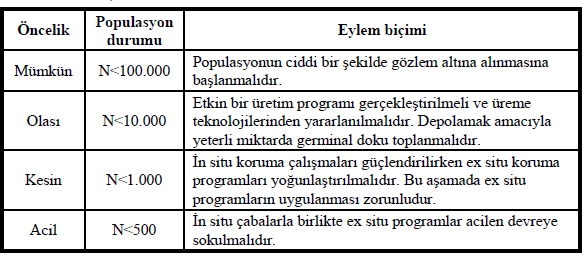 Öncelik Populasyon durumu Eylem biçimi
Mümkün N<100.000 Populasyonun ciddi bir şekilde gözlem altına alınmasına
başlanmalıdır.
Olası N<10.000 Etkin bir üretim programı gerçekleştirilmeli ve üreme
teknolojilerinden yararlanılmalıdır. Depolamak amacıyla
yeterli miktarda germinal doku toplanmalıdır.
Kesin N<1.000 İn situ koruma çalışmaları güçlendirilirken ex situ koruma
programları yoğunlaştırılmalıdır. Bu aşamada ex situ
programların uygulanması zorunludur.
Acil N<500 İn situ çabalarla birlikte ex situ programlar acilen devreye
sokulmalıdır.